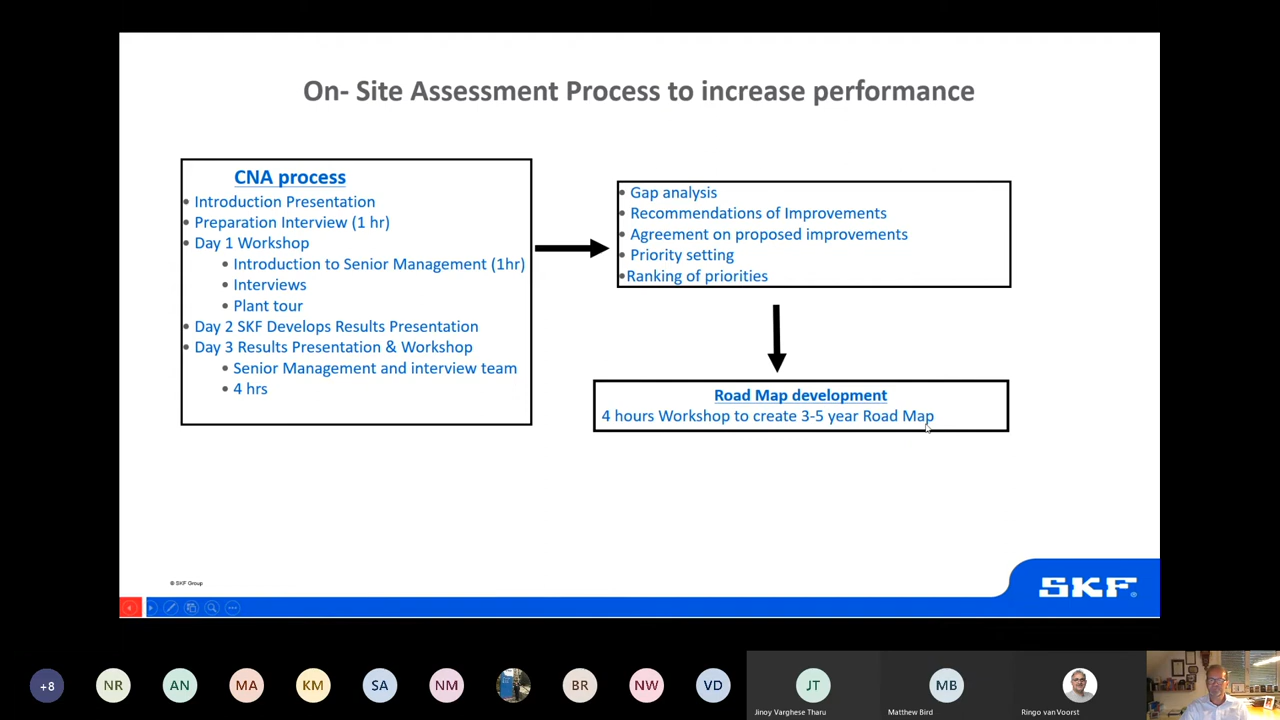 On- Site Assessment Process to increase performance
CNA process
• Introduction Presentation
• Preparation Interview (1 hr)
• Day 1 Workshop
• Introduction to Senior Management (1hr)
• Interviews
• Plant tour
• Day 2 SKF Develops Results Presentation
• Day 3 Results Presentation & Workshop
• Senior Management and interview team
• 4 hrs
• Gap analysis
• Recommendations of Improvements
• Agreement on proposed improvements
• Priority setting
• Ranking of priorities
Road Map development
4 hours Workshop to create 3-5 year Road Map
© SKF Group
SKF®
+8
NR
AN
MA
KM
SA
NM
BR
NW
VD
JT
MB
Jinoy Varghese Tharu
Matthew Bird
Ringo van Voorst